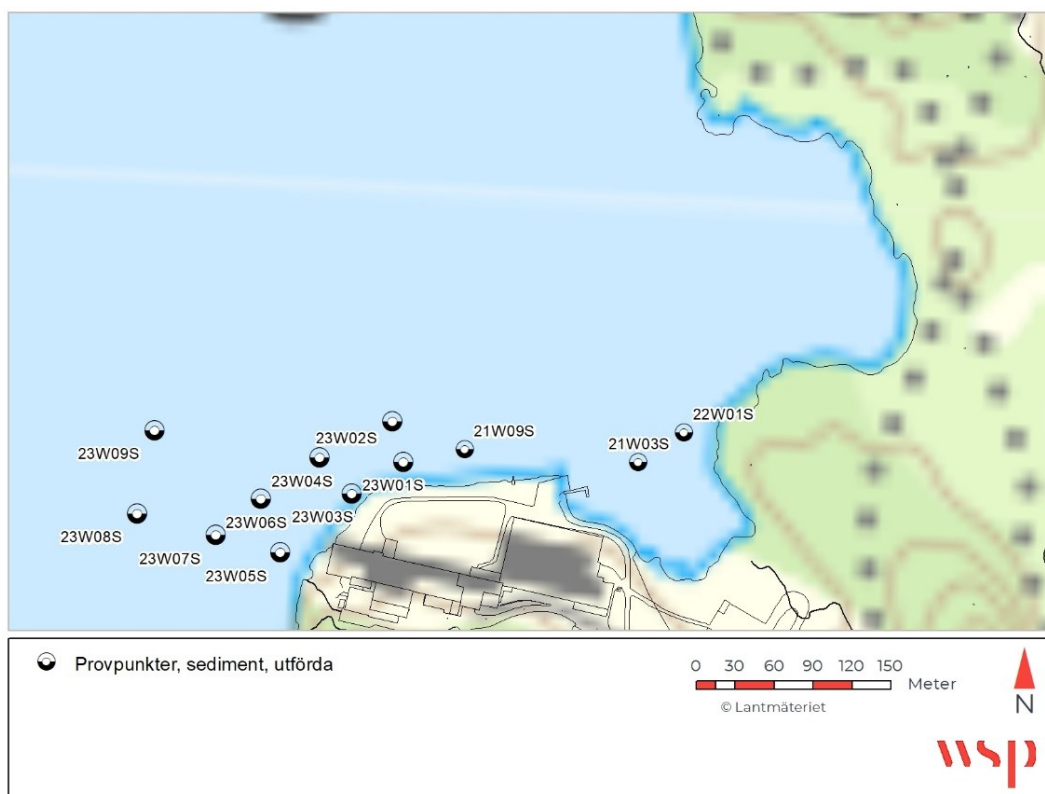 22W01S
23W02S
21W09S
23W09S
21W03S
23W04S
23W01S
23W06S
23W03S
23W08S
23W07S
23W05S
Provpunkter, sediment, utförda
0 30 60 90 120 150
Meter
© Lantmäteriet
N
wsp